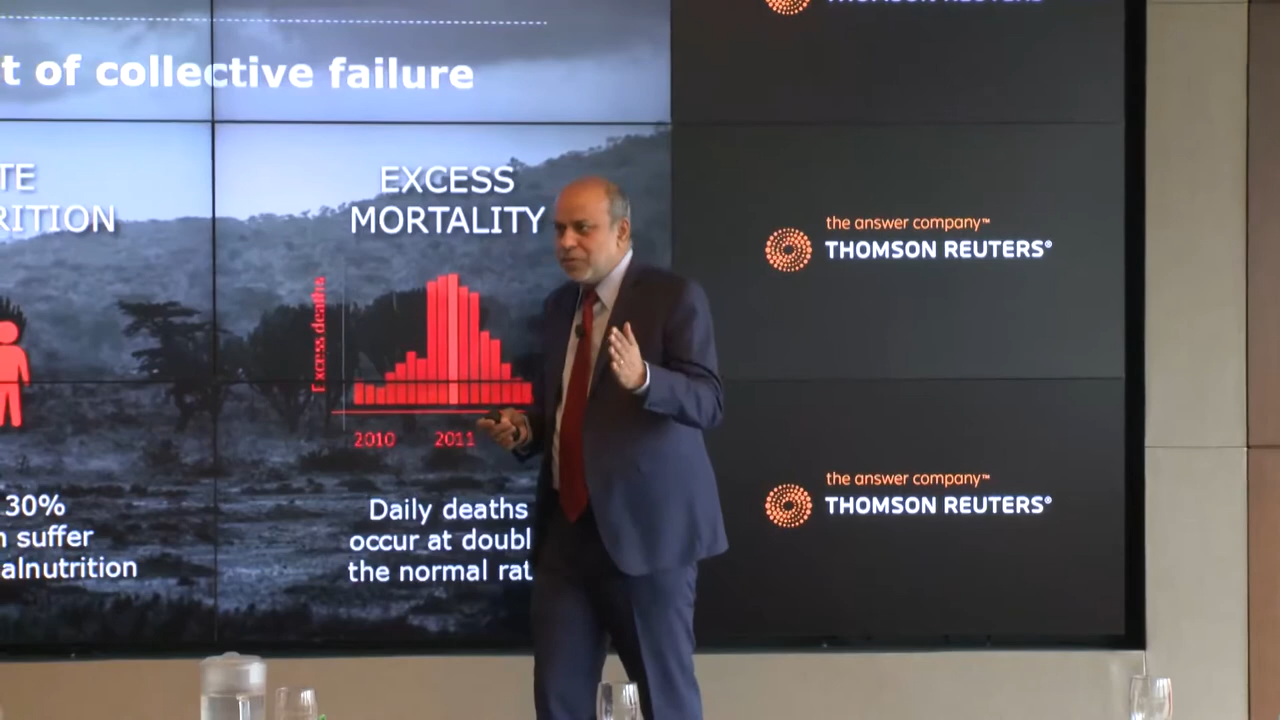 THOMSON REUTERS
t of collective failure
TE
RITION
EXCESS
MORTALITY
Excess deaths
2010
2011
30%
n suffer
alnutrition
Daily deaths
occur at doubl
the normal rat
the answer company™
THOMSON REUTERS®
the answer company™
THOMSON REUTERS®